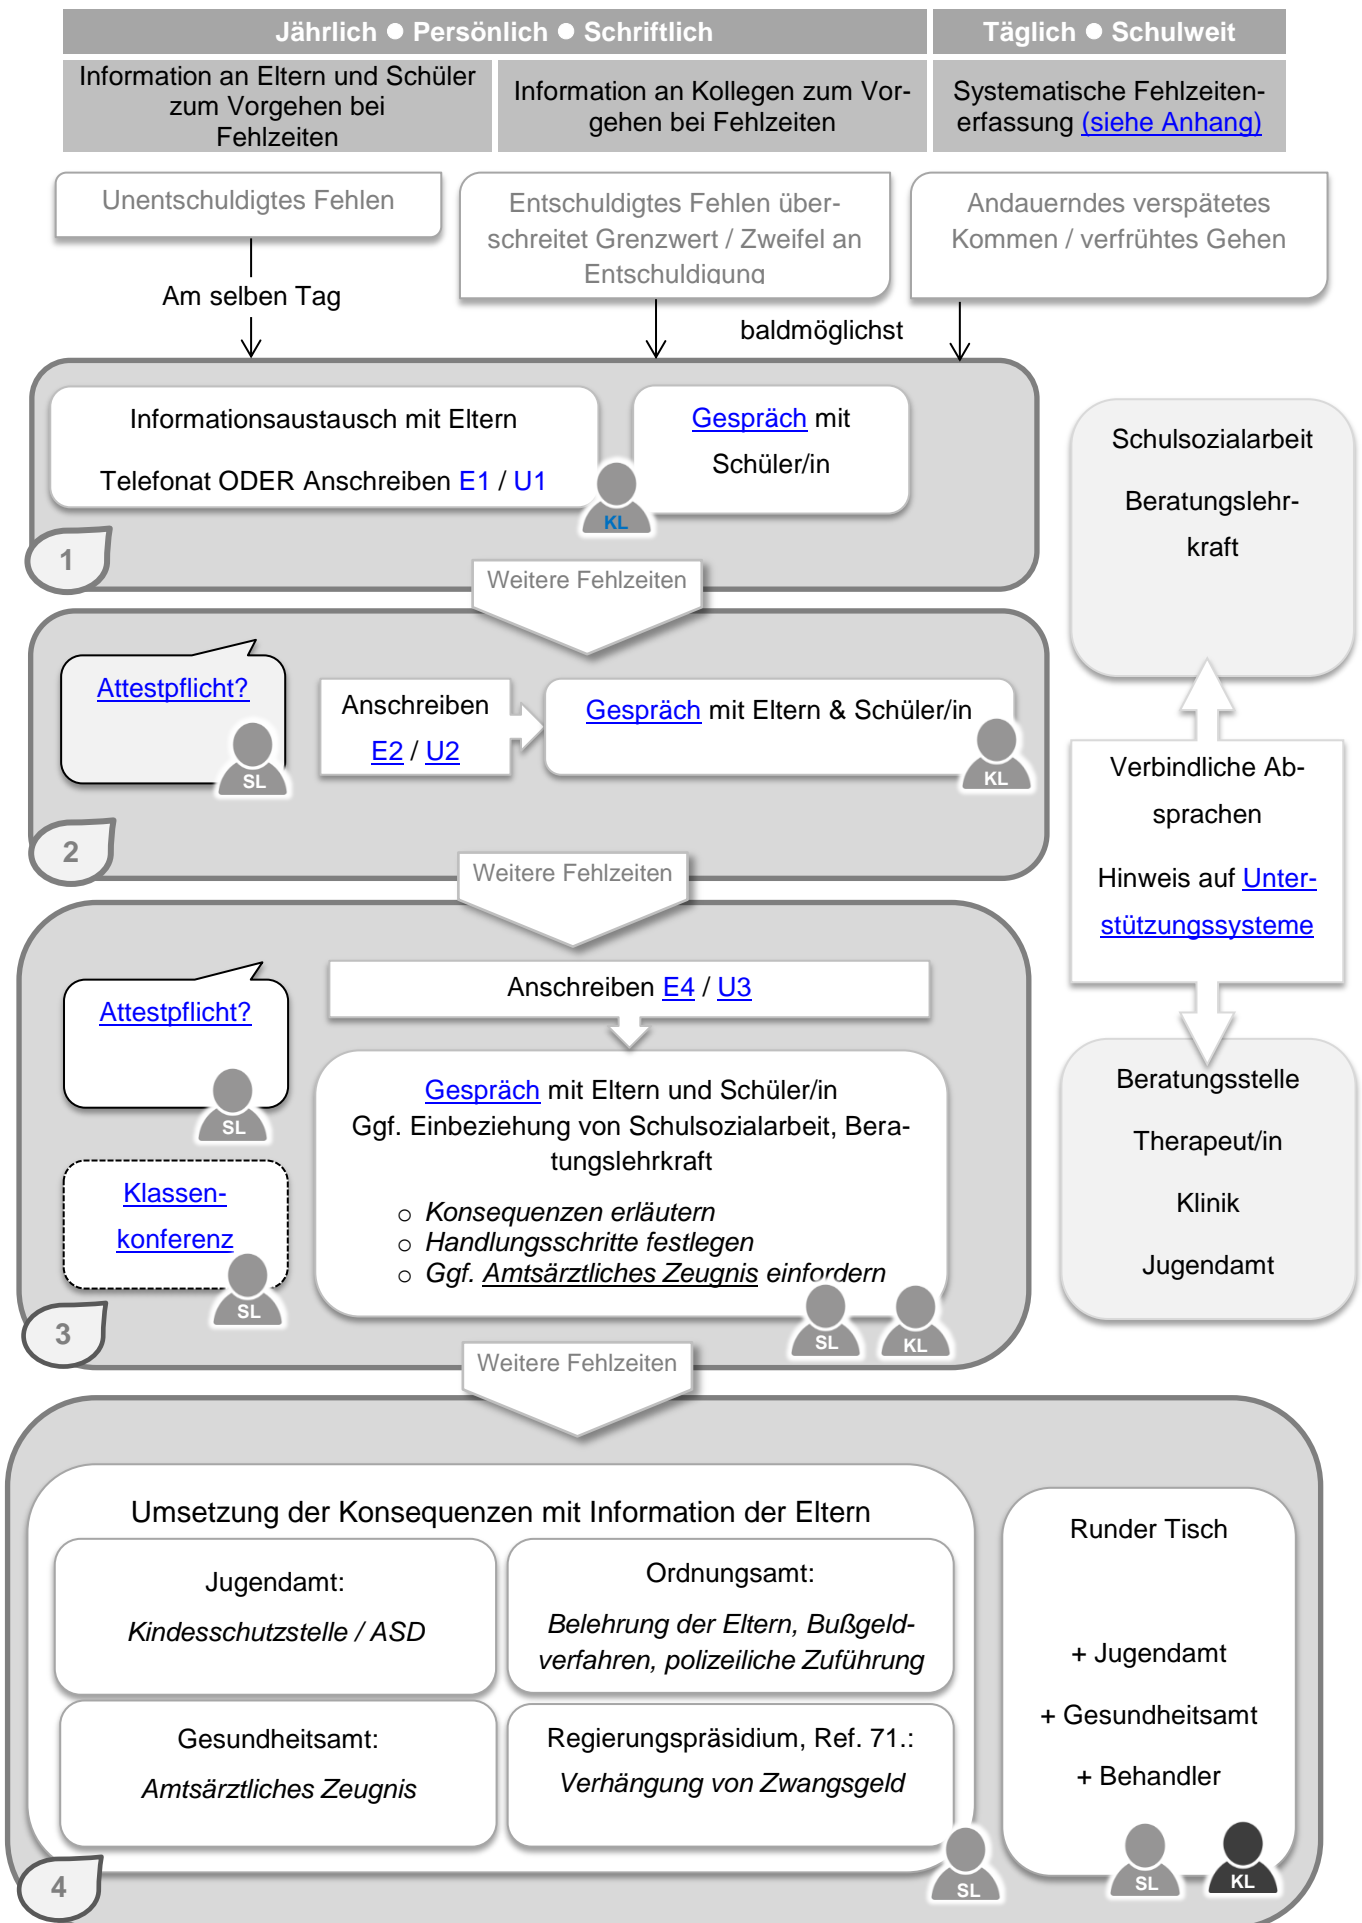 Jährlich ● Persönlich ● Schriftlich
Täglich ● Schulweit
Information an Eltern und Schüler
zum Vorgehen bei
Fehlzeiten
Information an Kollegen zum Vor-
gehen bei Fehlzeiten
Systematische Fehlzeiten-
erfassung (siehe Anhang)
Unentschuldigtes Fehlen
Entschuldigtes Fehlen über-
schreitet Grenzwert / Zweifel an
Entschuldigung
Andauerndes verspätetes
Kommen / verfrühtes Gehen
Am selben Tag
baldmöglichst
Informationsaustausch mit Eltern
Telefonat ODER Anschreiben E1 / U1
KL
Gespräch mit
Schüler/in
1
Weitere Fehlzeiten
Attestpflicht?
SL
Anschreiben
E2 / U2
Gespräch mit Eltern & Schüler/in
KL
2
Weitere Fehlzeiten
Attestpflicht?
SL
Klassen-
konferenz
SL
Anschreiben E4 / U3
Gespräch mit Eltern und Schüler/in
Ggf. Einbeziehung von Schulsozialarbeit, Bera-
tungslehrkraft
o Konsequenzen erläutern
o Handlungsschritte festlegen
o Ggf. Amtsärztliches Zeugnis einfordern
SL
KL
3
Weitere Fehlzeiten
Schulsozialarbeit
Beratungslehr-
kraft
Verbindliche Ab-
sprachen
Hinweis auf Unter-
stützungssysteme
Beratungsstelle
Therapeut/in
Klinik
Jugendamt
Umsetzung der Konsequenzen mit Information der Eltern
Jugendamt:
Kindesschutzstelle / ASD
Ordnungsamt:
Belehrung der Eltern, Bußgeld-
verfahren, polizeiliche Zuführung
Gesundheitsamt:
Amtsärztliches Zeugnis
Regierungspräsidium, Ref. 71.:
Verhängung von Zwangsgeld
SL
Runder Tisch
+ Jugendamt
+ Gesundheitsamt
+ Behandler
SL
KL
4